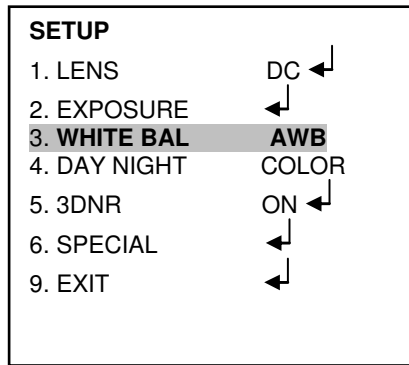 SETUP
1. LENS DC
2. EXPOSURE
3. WHITE BAL AWB
4. DAY NIGHT COLOR
5. 3DNR ON
6. SPECIAL
9. EXIT